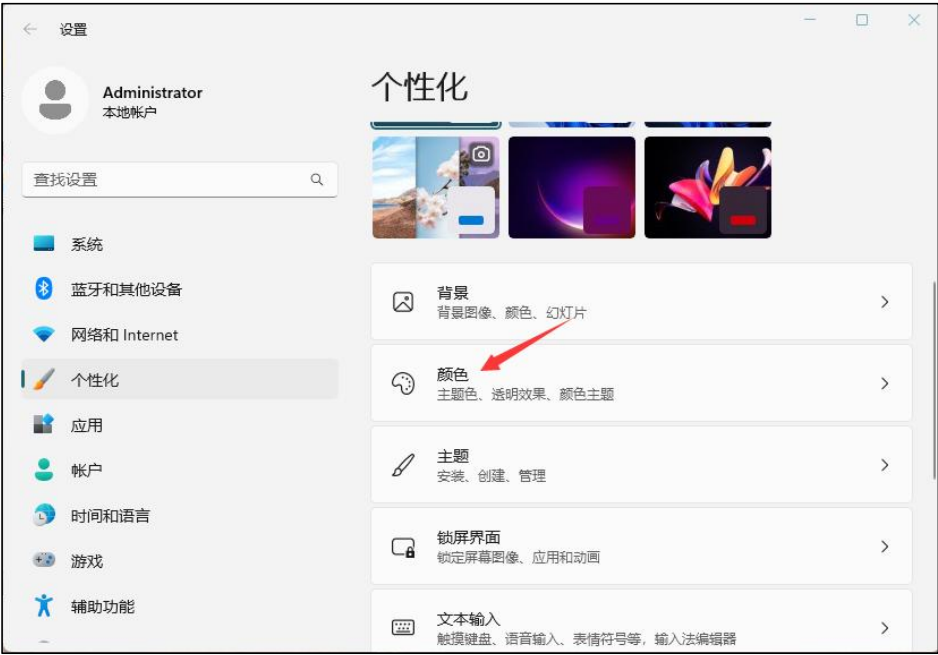 设置
Administrator
本地帐户
查找设置
系统
蓝牙和其他设备
网络和 Internet
个性化
应用
帐户
时间和语言
游戏
辅助功能
个性化
背景
背景图像、颜色、幻灯片
颜色
主题色、透明效果、颜色主题
主题
安装、创建、管理
锁屏界面
锁定屏幕图像、应用和动画
文本输入
触摸键盘、语音输入、表情符号等，输入法编辑器